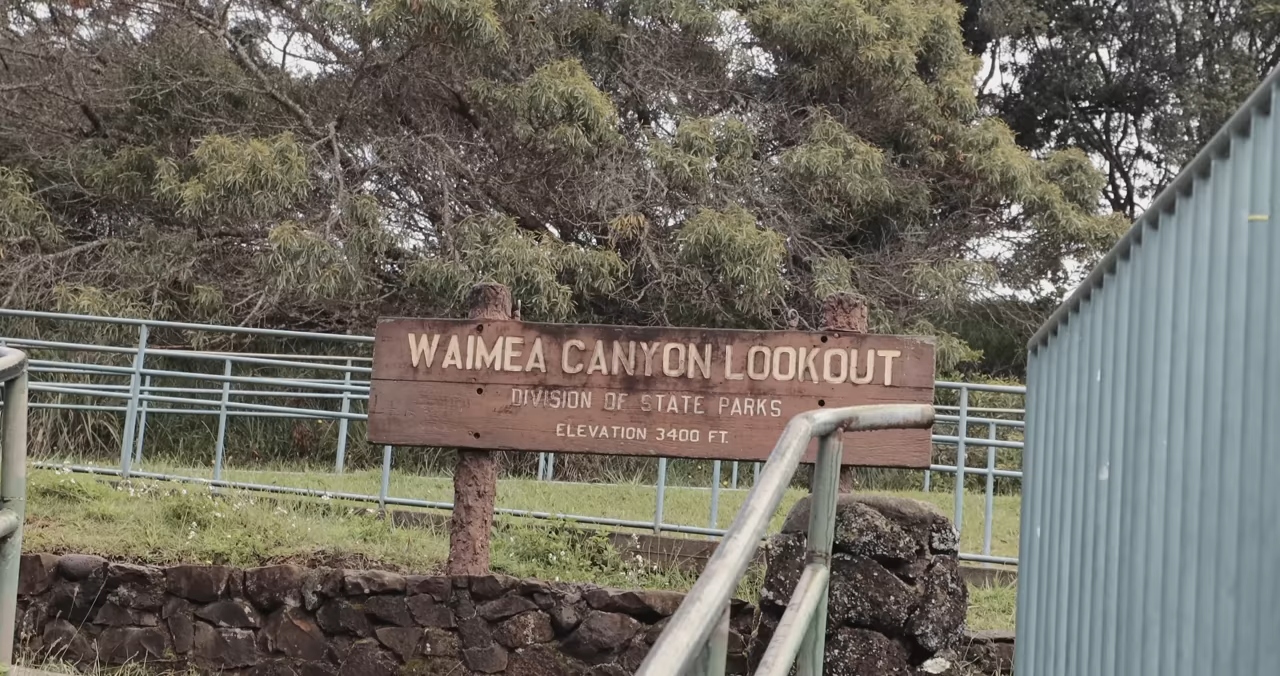 WAIMEA CANYON LOOKOUT
DIVISION OF STATE PARKS
ELEVATION 3400 FT.